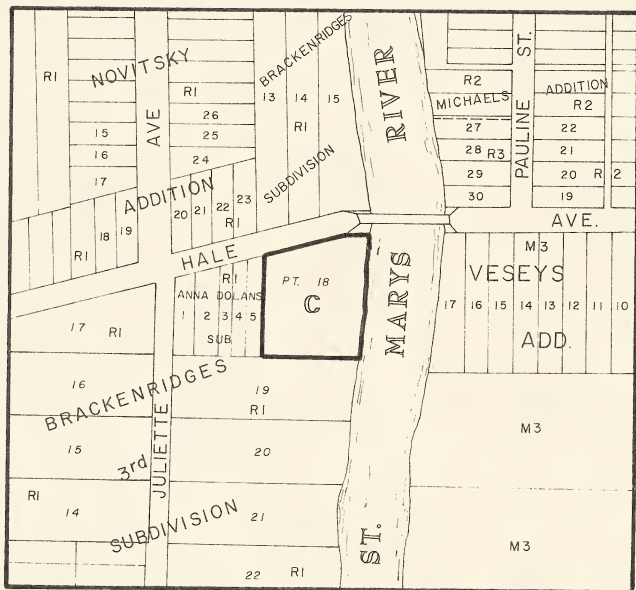 NOVITSKY
ADDITION
R1
AVE
R1
26
25
24
15
16
17
18
19
R1
20
21
22
23
R1
BRACKENRIDGES
13
14
15
R1
SUBDIVISION
RIVER
R2
MICHAELS
27
28
R3
29
30
PAULINE ST.
ADDITION
R2
22
21
20
R 2
19
HALE
AVE.
R1
ANNA DOLANS
1
2
3
4
5
SUB.
PT. 18
C
ST. MARYS
M3
VESEYS
17
16
15
14
13
12
11
10
ADD.
17
R1
16
BRACKENRIDGES
15
3rd
JULIETTE
R1
14
SUBDIVISION
19
R1
20
21
22
R1
M3
M3